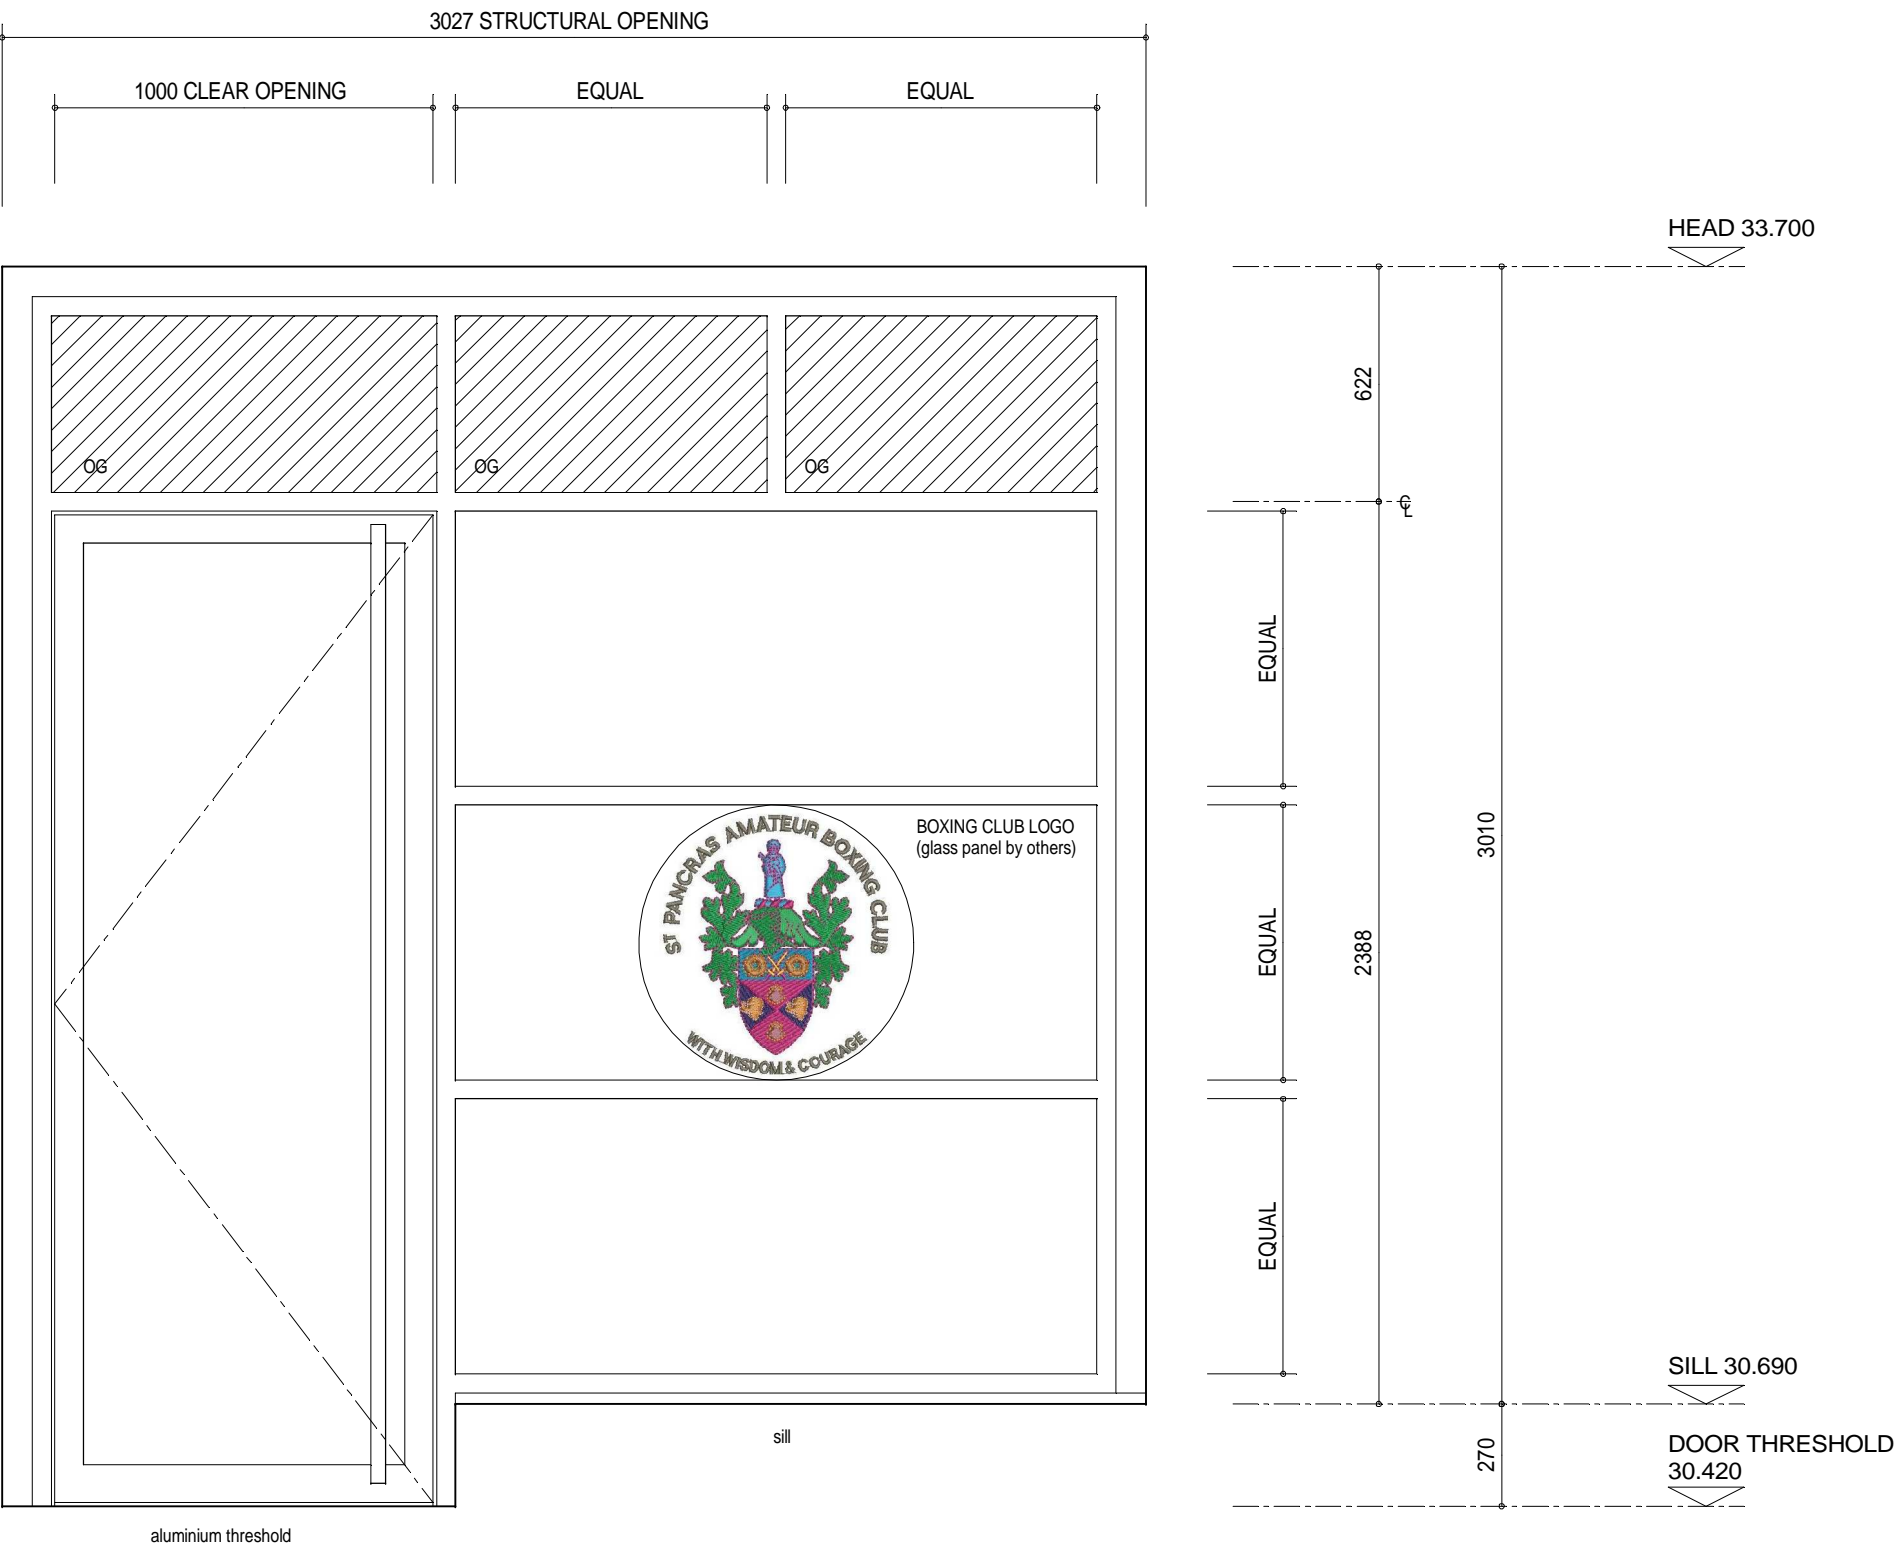 3027 STRUCTURAL OPENING
1000 CLEAR OPENING
EQUAL
EQUAL
HEAD 33.700
622
OG
OG
OG
℄
EQUAL
BOXING CLUB LOGO
(glass panel by others)
ST PANCRAS AMATEUR BOXING CLUB
WITH WISDOM & COURAGE
EQUAL
2388
3010
EQUAL
SILL 30.690
sill
270
DOOR THRESHOLD
30.420
aluminium threshold